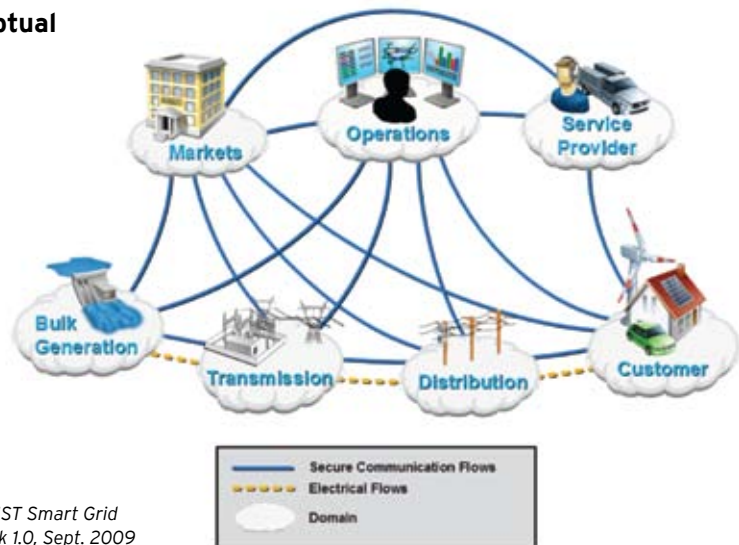 ptual
Markets
Operations
Service
Provider
Bulk
Generation
Transmission
Distribution
Customer
Secure Communication Flows
Electrical Flows
Domain
ST Smart Grid
k 1.0, Sept. 2009